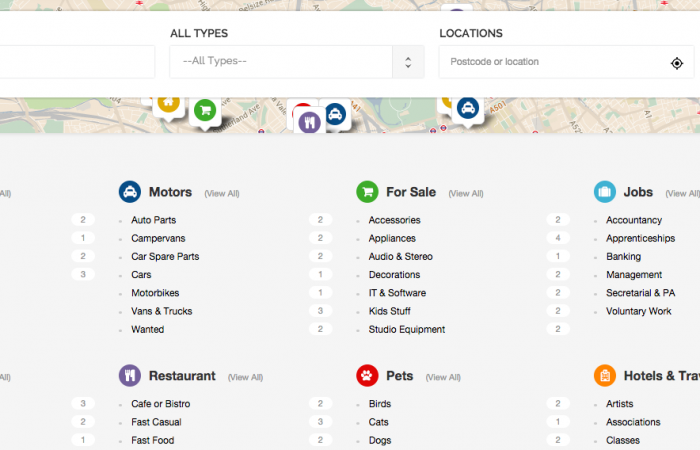 ALL TYPES
LOCATIONS
--All Types--
Postcode or location
A501
All)
2
1
2
3
Motors (View All)
Auto Parts 2
Campervans 2
Car Spare Parts 2
Cars 1
Motorbikes 1
Vans & Trucks 3
Wanted 2
For Sale (View All)
Accessories 2
Appliances 4
Audio & Stereo 1
Decorations 2
IT & Software 2
Kids Stuff 2
Studio Equipment 2
Jobs (View All)
Accountancy
Apprenticeships
Banking
Management
Secretarial & PA
Voluntary Work
All)
3
2
1
Restaurant (View All)
Cafe or Bistro 2
Fast Casual 3
Fast Food 2
Pets (View All)
Birds 2
Cats 1
Dogs 2
Hotels & Trav
Artists
Associations
Classes